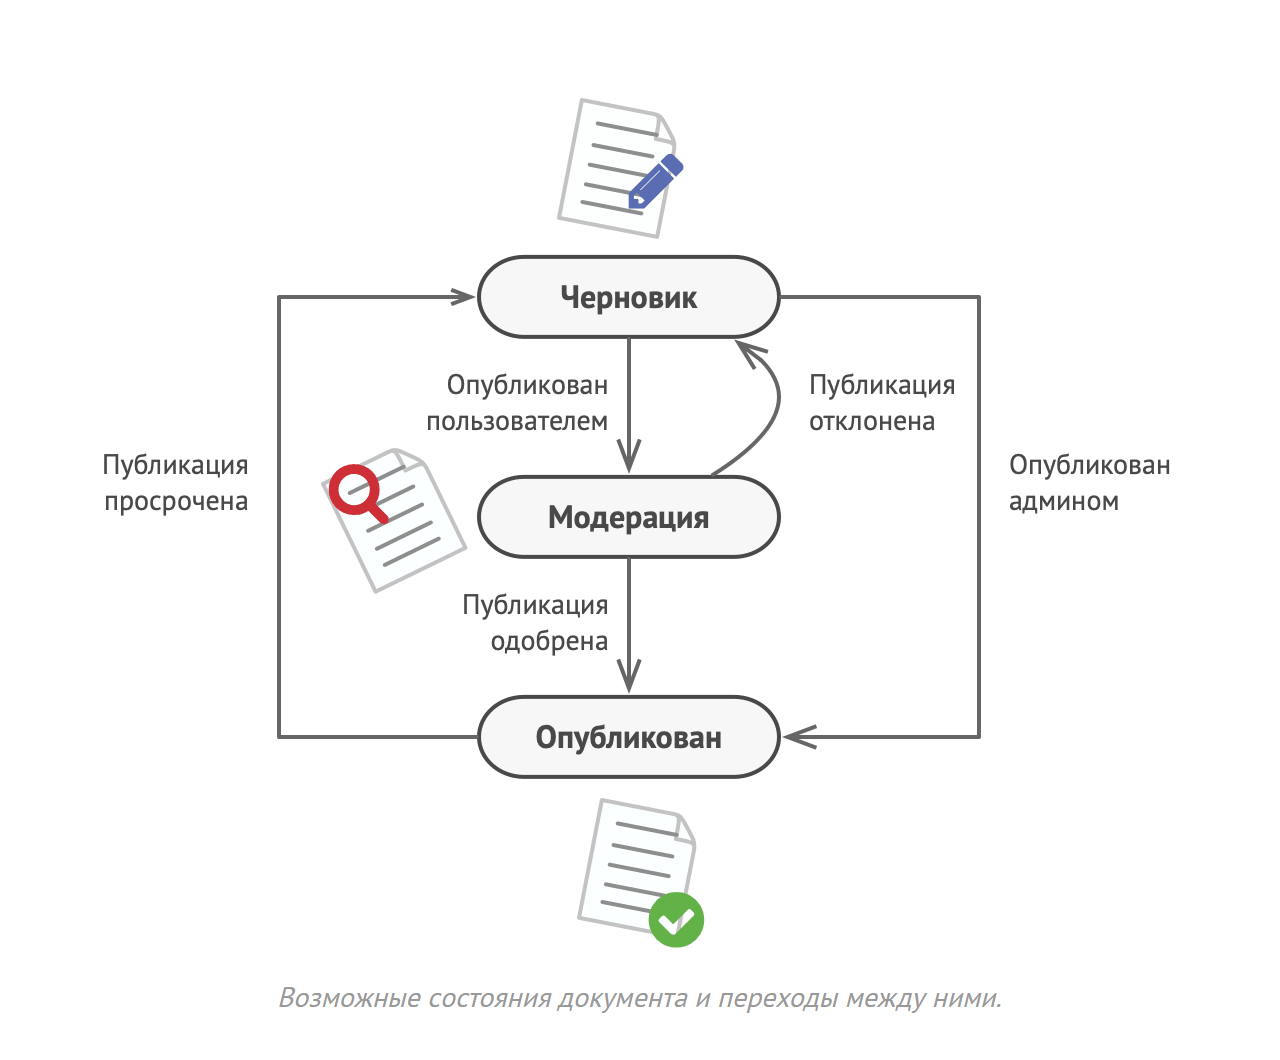 Черновик
Опубликован
пользователем
Публикация
отклонена
Публикация
просрочена
Опубликован
админом
Модерация
Публикация
одобрена
Опубликован
Возможные состояния документа и переходы между ними.